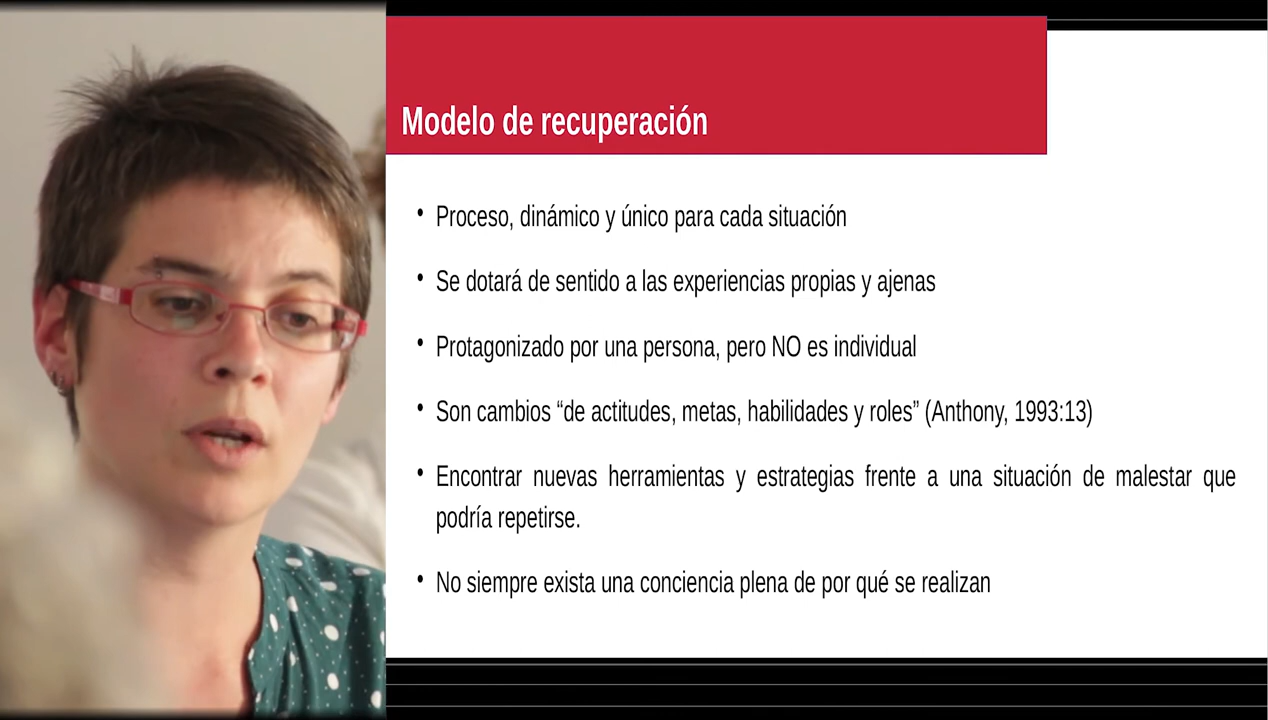 Modelo de recuperación
• Proceso, dinámico y único para cada situación
• Se dotará de sentido a las experiencias propias y ajenas
• Protagonizado por una persona, pero NO es individual
• Son cambios “de actitudes, metas, habilidades y roles” (Anthony, 1993:13)
• Encontrar nuevas herramientas y estrategias frente a una situación de malestar que
podría repetirse.
• No siempre exista una conciencia plena de por qué se realizan